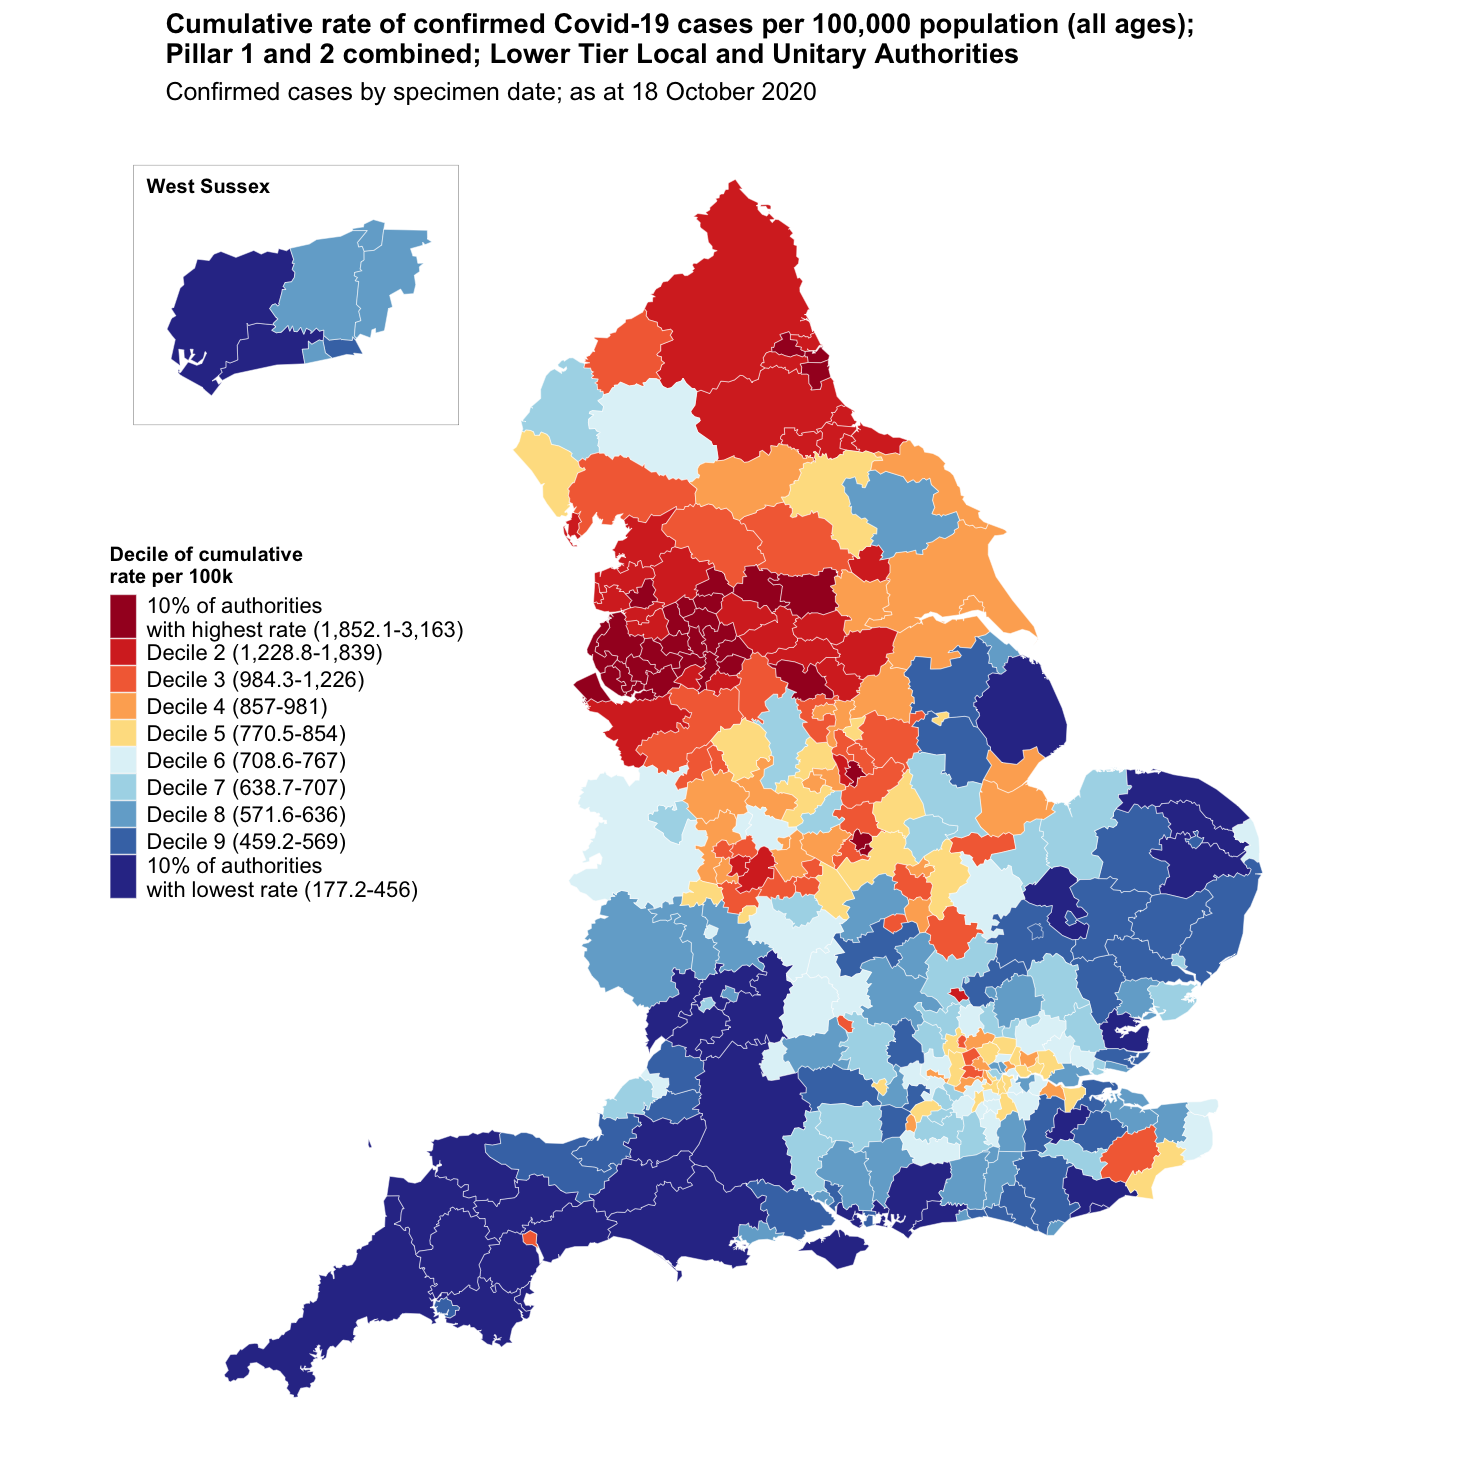 Cumulative rate of confirmed Covid-19 cases per 100,000 population (all ages);
Pillar 1 and 2 combined; Lower Tier Local and Unitary Authorities
Confirmed cases by specimen date; as at 18 October 2020
West Sussex
Decile of cumulative
rate per 100k
10% of authorities
with highest rate (1,852.1-3,163)
Decile 2 (1,228.8-1,839)
Decile 3 (984.3-1,226)
Decile 4 (857-981)
Decile 5 (770.5-854)
Decile 6 (708.6-767)
Decile 7 (638.7-707)
Decile 8 (571.6-636)
Decile 9 (459.2-569)
10% of authorities
with lowest rate (177.2-456)